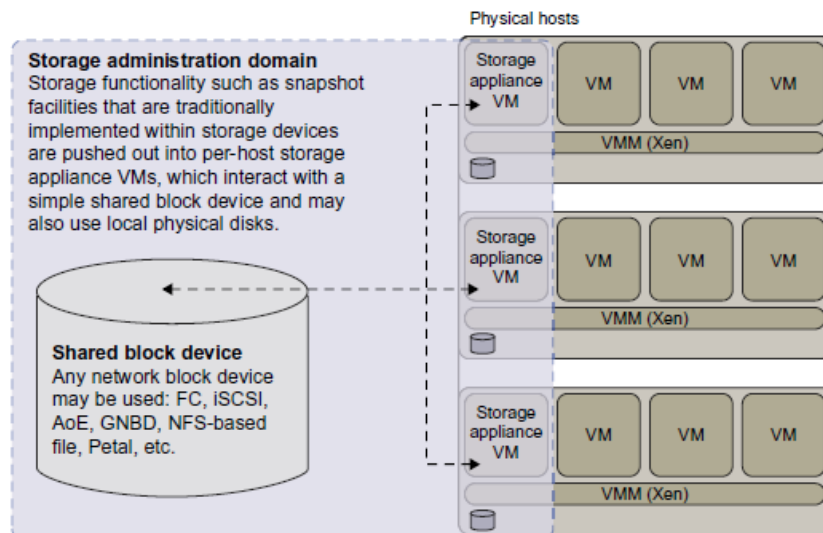 Physical hosts
Storage administration domain
Storage functionality such as snapshot
facilities that are traditionally
implemented within storage devices
are pushed out into per-host storage
appliance VMs, which interact with a
simple shared block device and may
also use local physical disks.
Shared block device
Any network block device
may be used: FC, iSCSI,
AoE, GNBD, NFS-based
file, Petal, etc.
Storage
appliance
VM
VM
VM
VM
VMM (Xen)
Storage
appliance
VM
VM
VM
VM
VMM (Xen)
Storage
appliance
VM
VM
VM
VM
VMM (Xen)